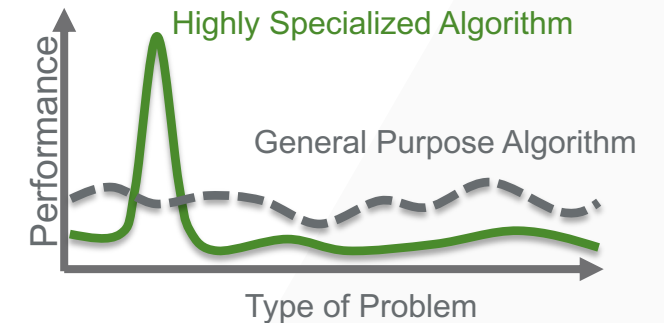 Highly Specialized Algorithm
General Purpose Algorithm
Performance
Type of Problem